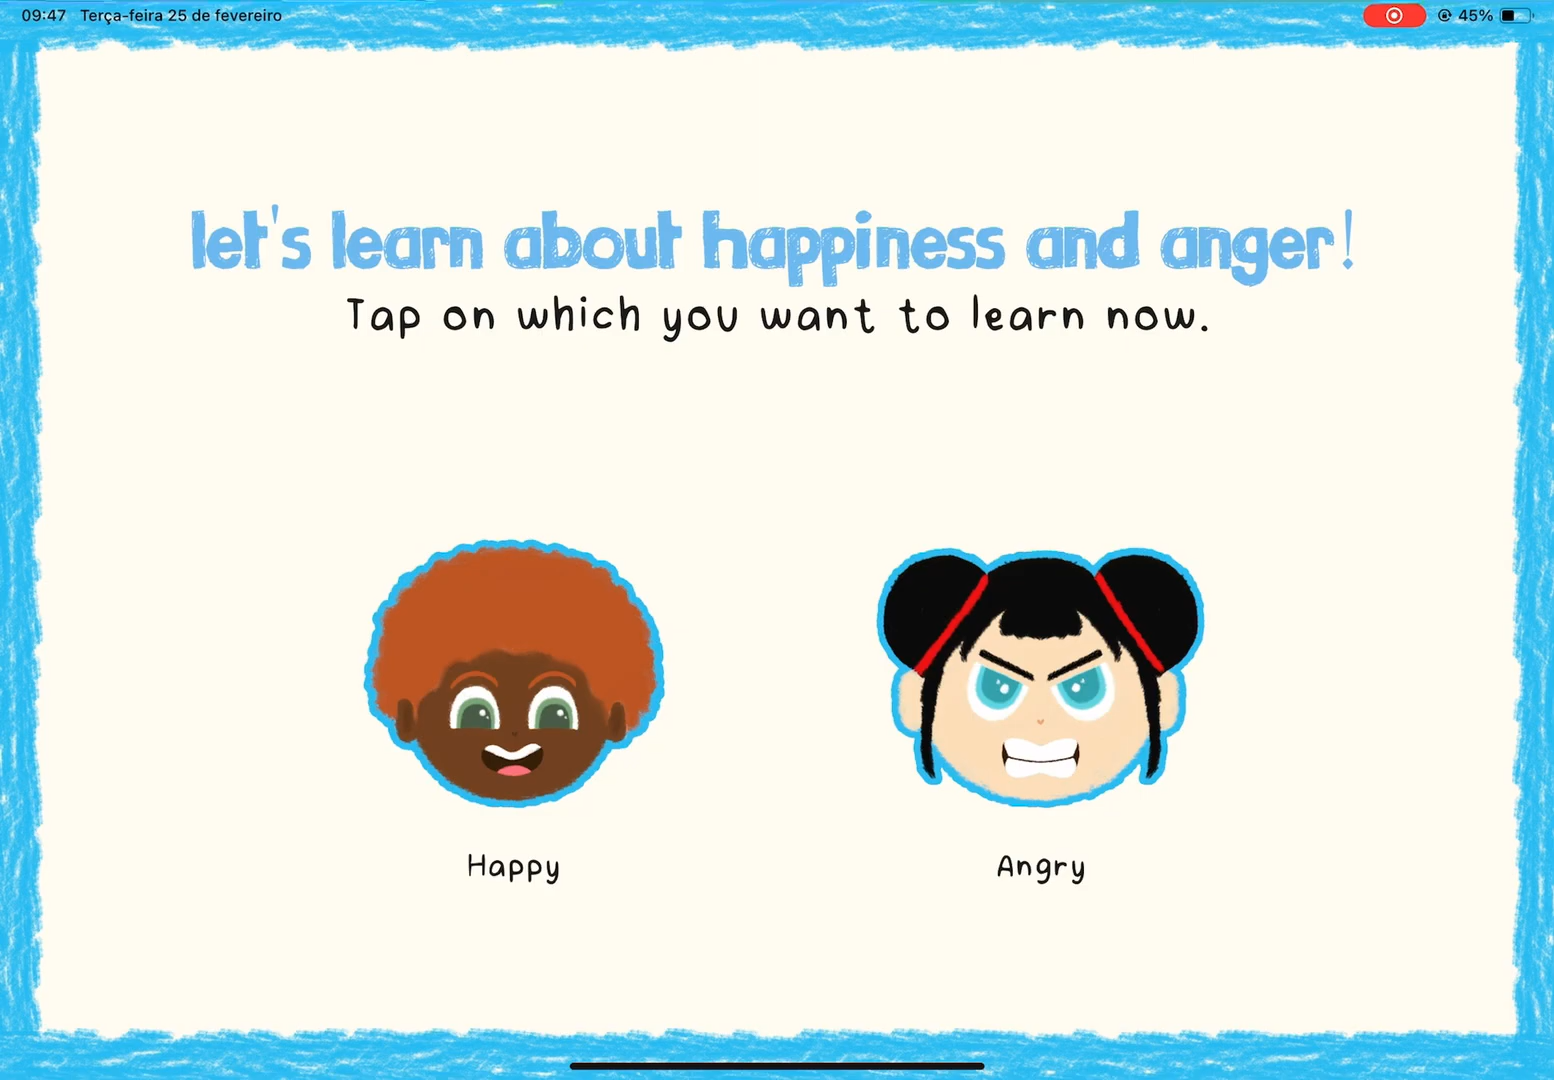 09:47 Terça-feira 25 de fevereiro 45%
let's learn about happiness and anger!
Tap on which you want to learn now.
Happy Angry